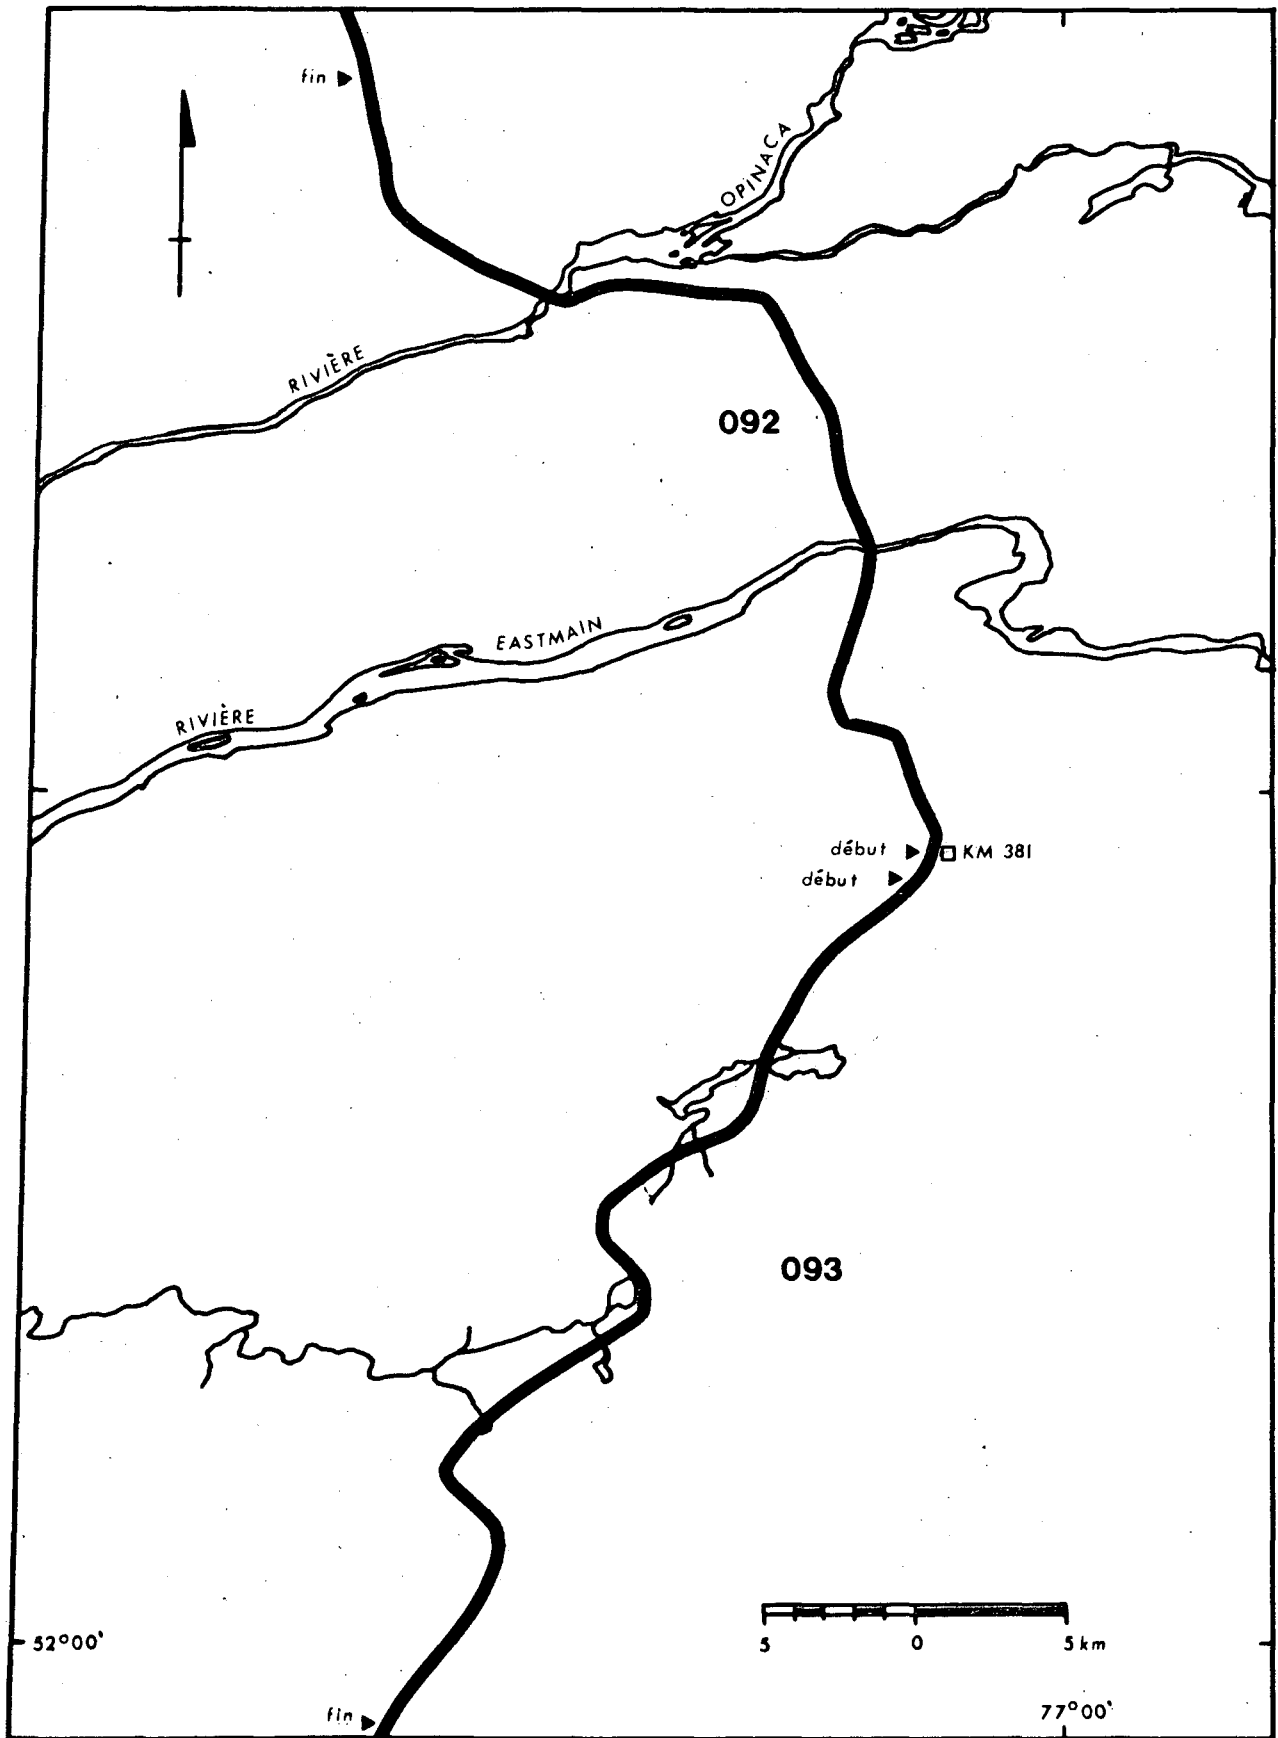 fin
OPINACA
RIVIÈRE
092
EASTMAIN
RIVIÈRE
début
KM 381
début
093
52°00'
5 0 5 km
77°00'
fin